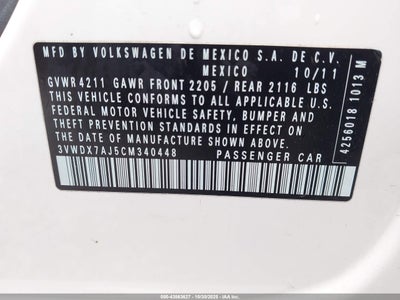 MFD BY VOLKSWAGEN DE MEXICO S.A. DE C.V.
MEXICO 10/11
GVWR 4211 GAWR FRONT 2205 / REAR 2116 LBS
THIS VEHICLE CONFORMS TO ALL APPLICABLE U.S.
FEDERAL MOTOR VEHICLE SAFETY, BUMPER AND
THEFT PREVENTION STANDARDS IN EFFECT ON THE
DATE OF MANUFACTURE SHOWN ABOVE.
3VWDX7AJ5CM340448 PASSENGER CAR
4256018 1013 M